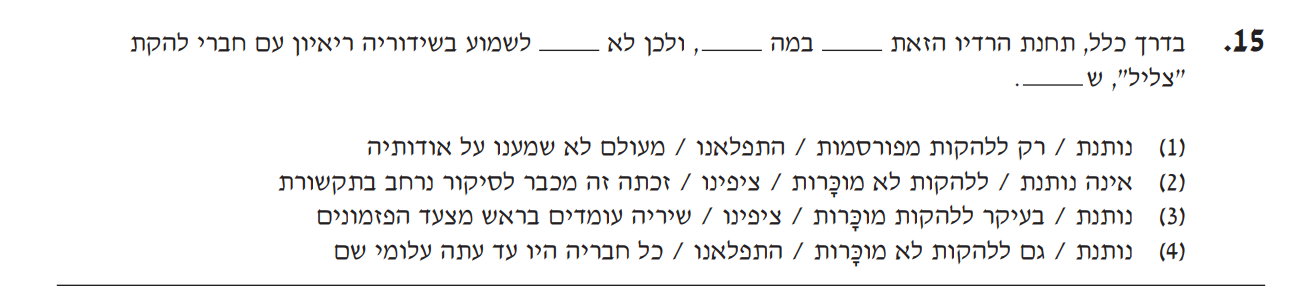 15. בדרך כלל, תחנת הרדיו הזאת _____ במה _____, ולכן לא _____ לשמוע בשידוריה ריאיון עם חברי להקת
"צליל", ש_____.
(1) נותנת / רק ללהקות מפורסמות / התפלאנו / מעולם לא שמענו על אודותיה
(2) אינה נותנת / ללהקות לא מוּכָּרות / ציפינו / זכתה זה מכבר לסיקור נרחב בתקשורת
(3) נותנת / בעיקר ללהקות מוּכָּרות / ציפינו / שיריה עומדים בראש מצעד הפזמונים
(4) נותנת / גם ללהקות לא מוּכָּרות / התפלאנו / כל חבריה היו עד עתה עלומי שם